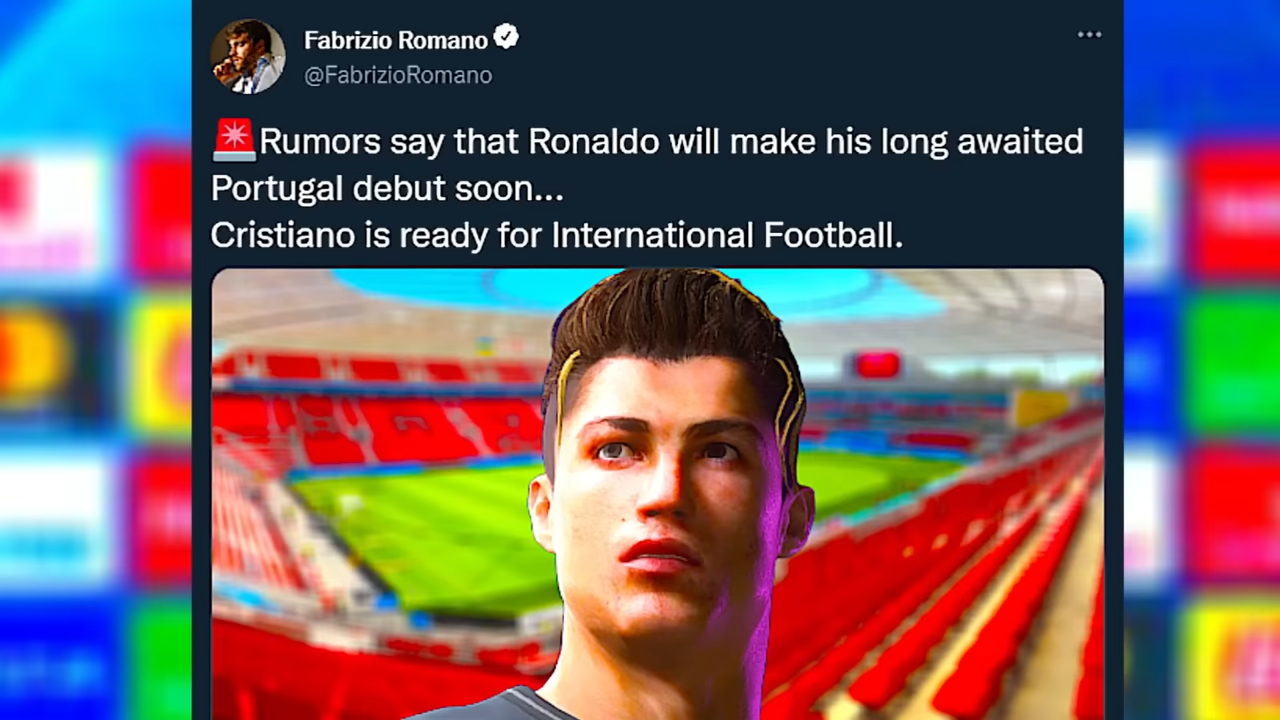 Fabrizio Romano
@FabrizioRomano
🚨Rumors say that Ronaldo will make his long awaited
Portugal debut soon...
Cristiano is ready for International Football.